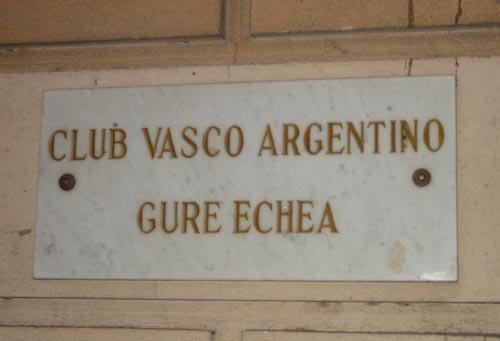 CLUB VASCO ARGENTINO
GURE ECHEA